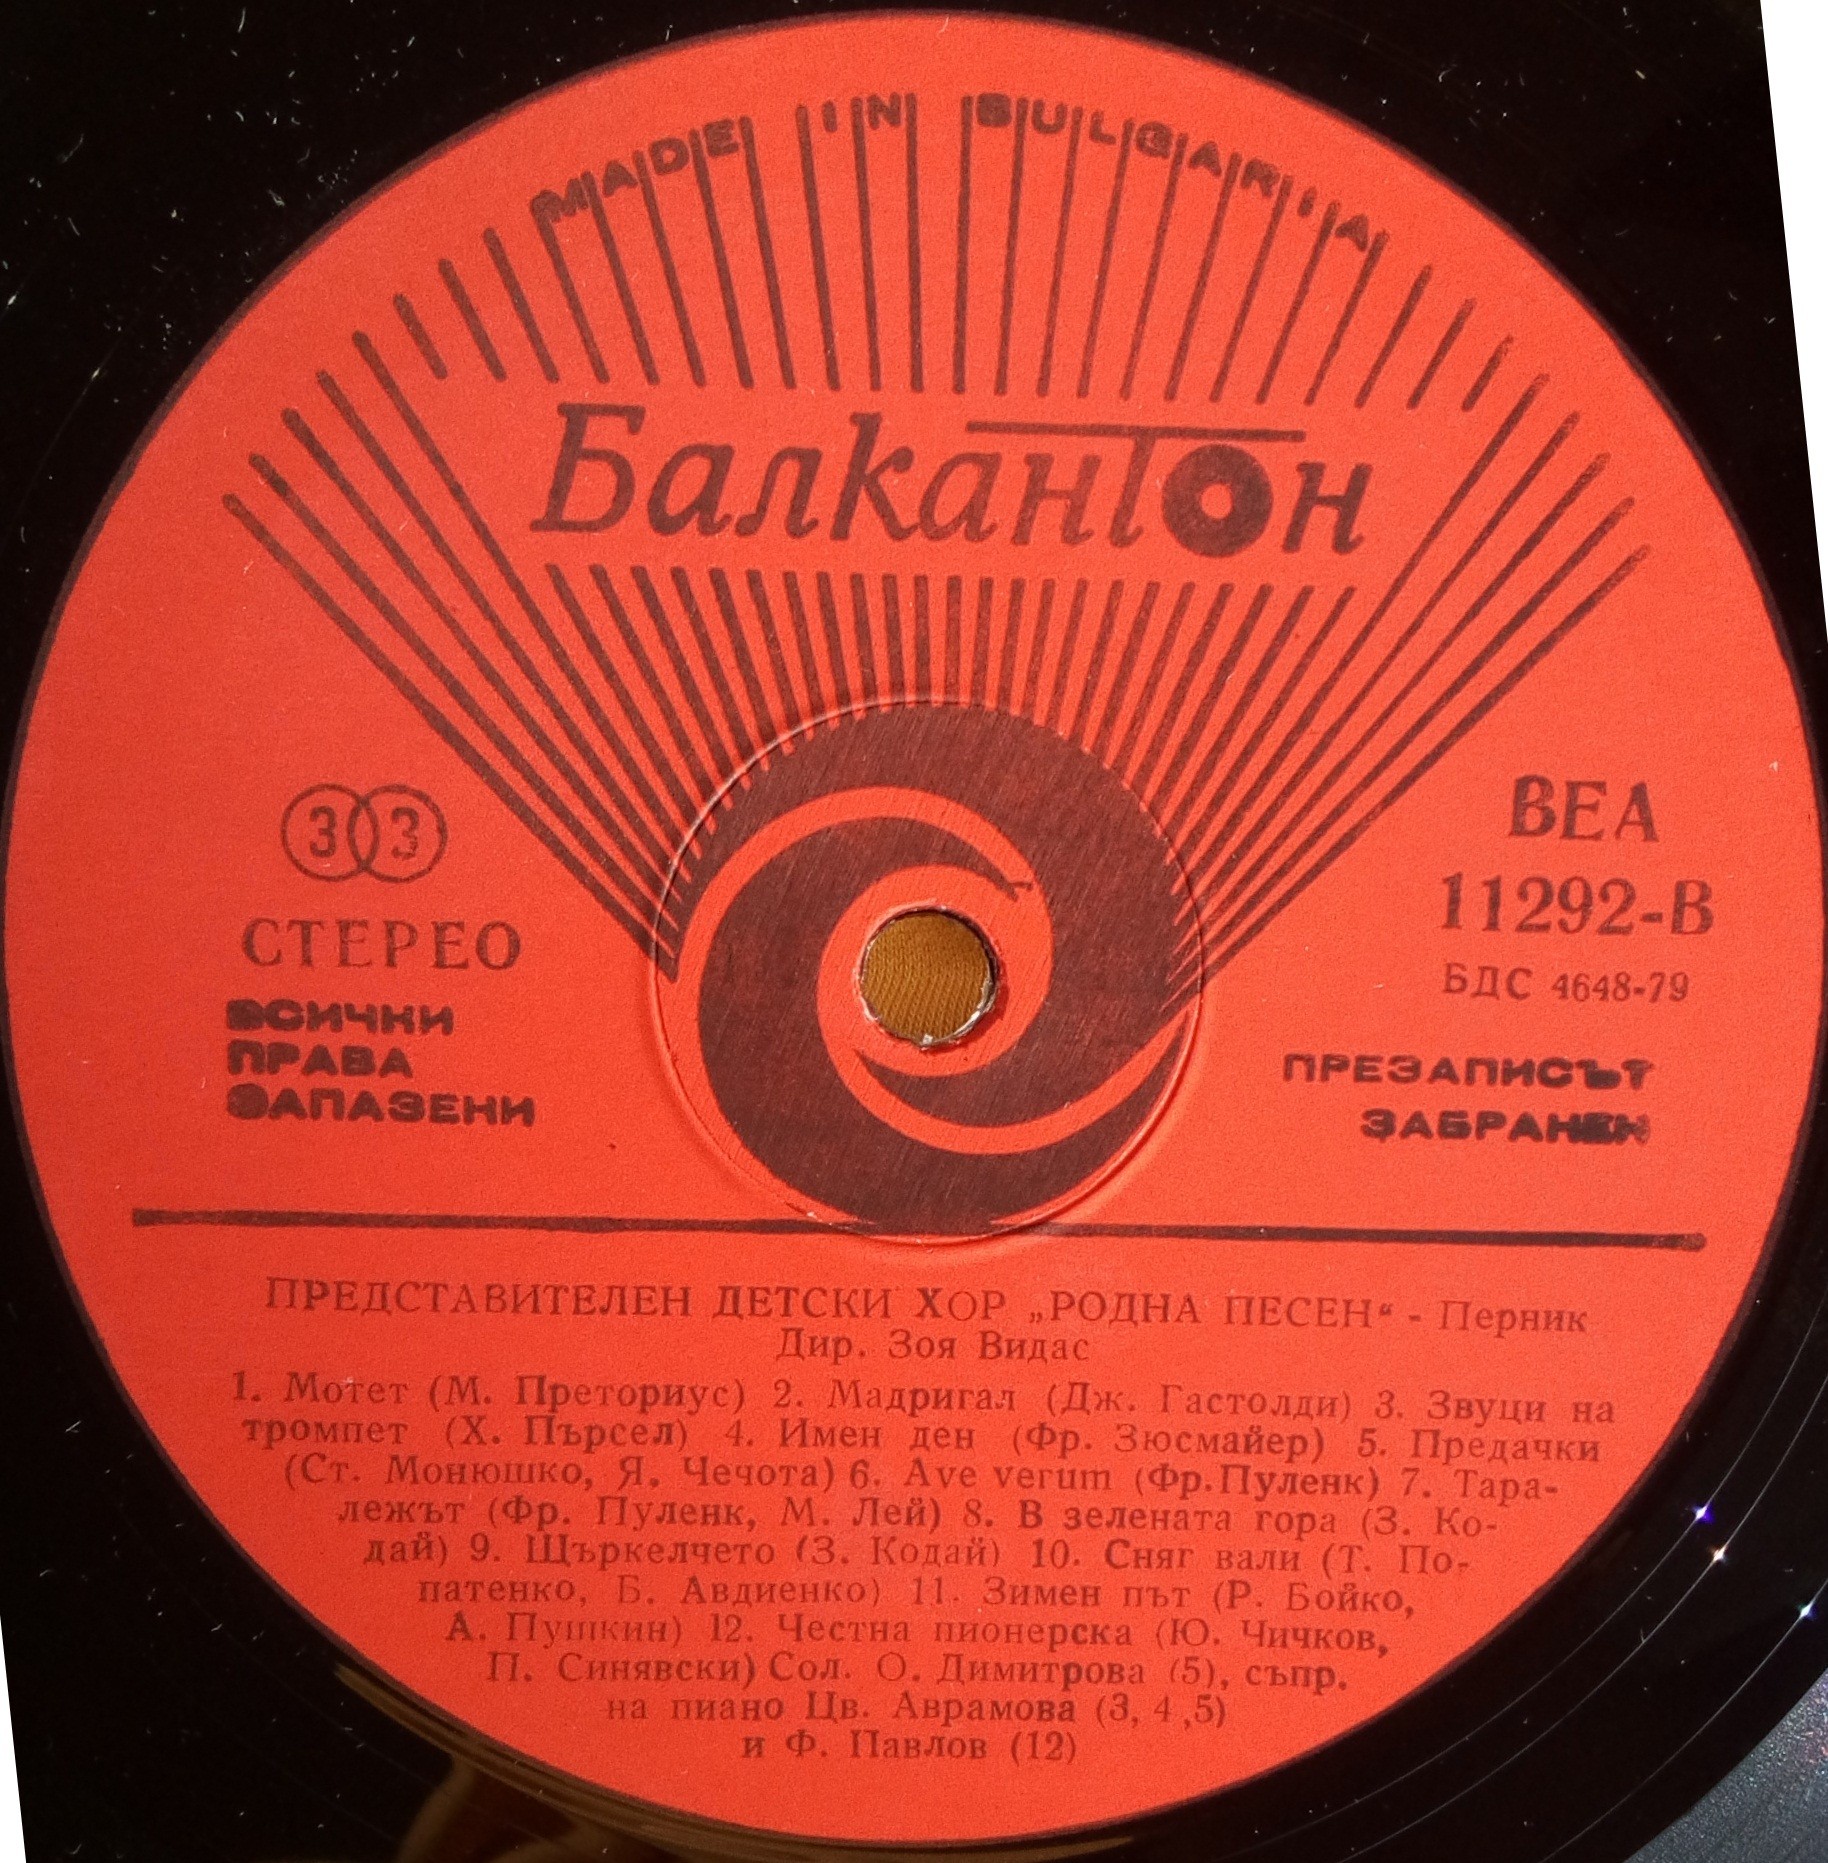 MADE IN BULGARIA
Балкантон
33
СТЕРЕО
ВСИЧКИ
ПРАВА
ЗАПАЗЕНИ
ВЕА
11292-В
БДС 4648-79
ПРЕЗАПИСЪТ
ЗАБРАНЕН
ПРЕДСТАВИТЕЛЕН ДЕТСКИ ХОР „РОДНА ПЕСЕН“ - Перник
Дир. Зоя Видас
1. Мотет (М. Преториус) 2. Мадригал (Дж. Гастолди) 3. Звуци на
тромпет (Х. Пърсел) 4. Имен ден (Фр. Зюсмайер) 5. Предачки
(Ст. Монюшко, Я. Чечота) 6. Ave verum (Фр.Пуленк) 7. Тара-
лежът (Фр. Пуленк, М. Лей) 8. В зелената гора (З. Ко-
дай) 9. Щъркелчето (З. Кодай) 10. Сняг вали (Т. По-
патенко, Б. Авдиенко) 11. Зимен път (Р. Бойко,
А. Пушкин) 12. Честна пионерска (Ю. Чичков,
П. Синявски) Сол. О. Димитрова (5), съпр.
на пиано Цв. Аврамова (3, 4 ,5)
и Ф. Павлов (12)